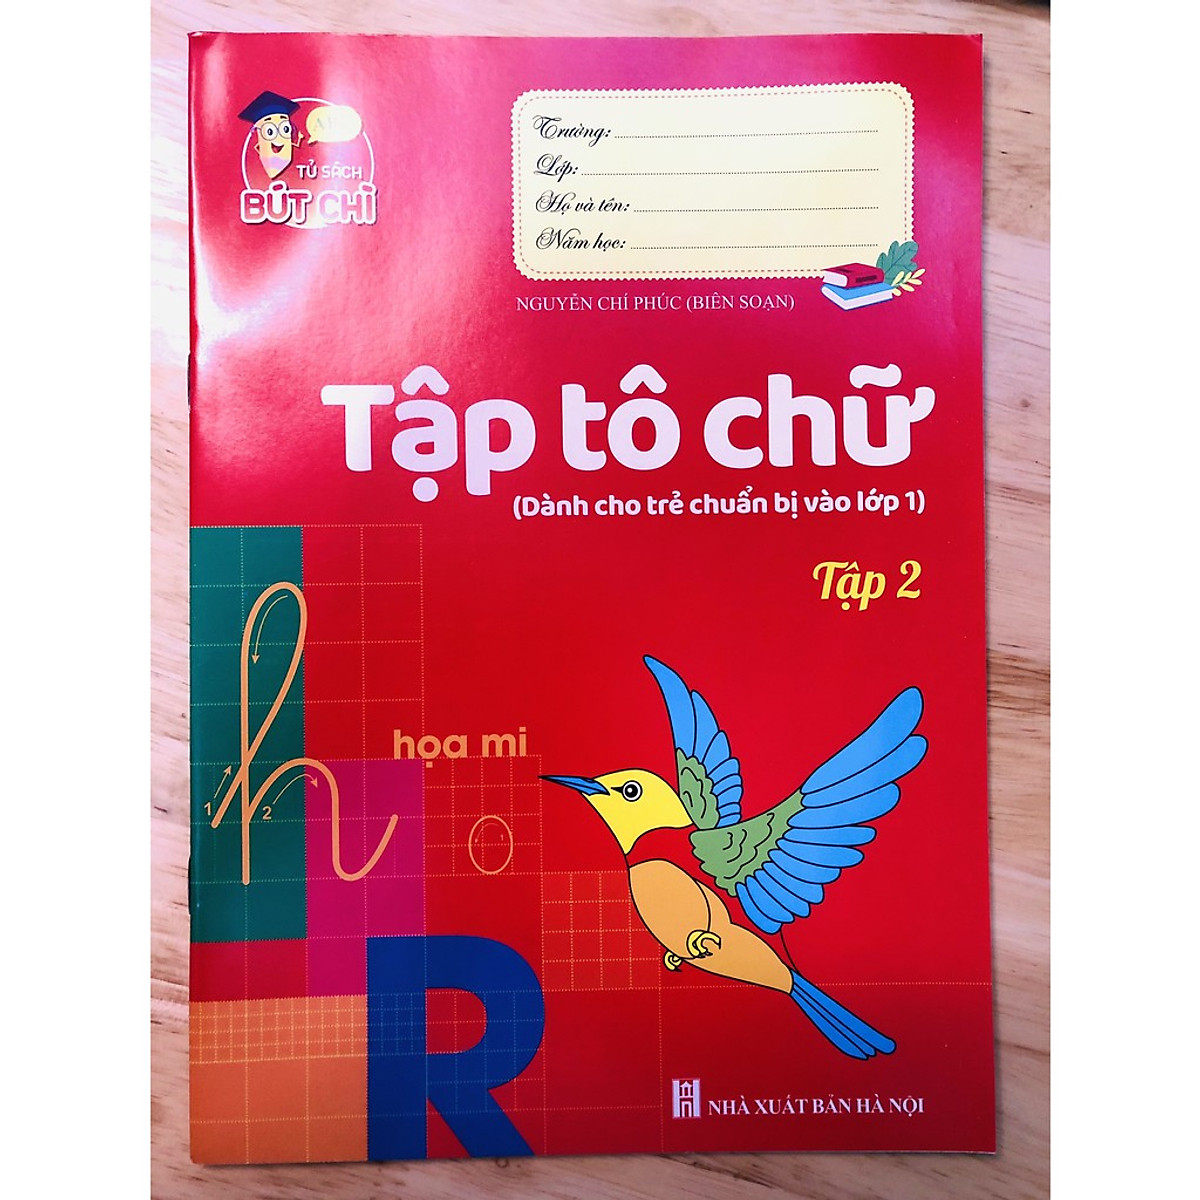 TỦ SÁCH
BÚT CHÌ
Trường:
Lớp:
Họ và tên:
Năm học:
NGUYỄN CHÍ PHÚC (BIÊN SOẠN)
Tập tô chữ
(Dành cho trẻ chuẩn bị vào lớp 1)
Tập 2
h
1
2
họa mi
o
R
NHÀ XUẤT BẢN HÀ NỘI